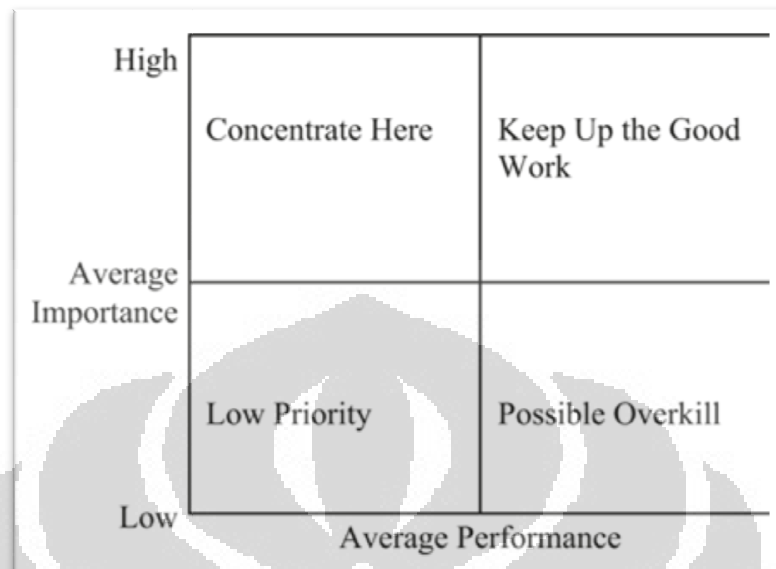 High
Concentrate Here
Keep Up the Good
Work
Average
Importance
Low Priority
Possible Overkill
Low
Average Performance